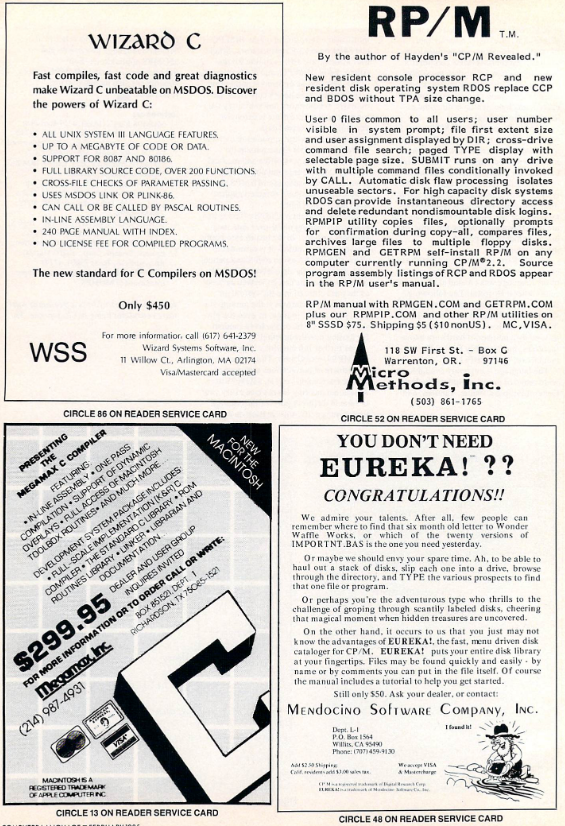 WIZARD C
Fast compiles, fast code and great diagnostics
make Wizard C unbeatable on MSDOS. Discover
the powers of Wizard C:
• ALL UNIX SYSTEM III LANGUAGE FEATURES.
• UP TO A MEGABYTE OF CODE OR DATA.
• SUPPORT FOR 8087 AND 80186.
• FULL LIBRARY SOURCE CODE, OVER 200 FUNCTIONS.
• CROSS-FILE CHECKS OF PARAMETER PASSING.
• USES MSDOS LINK OR PLINK-86.
• CAN CALL OR BE CALLED BY PASCAL ROUTINES.
• IN-LINE ASSEMBLY LANGUAGE.
• 240 PAGE MANUAL WITH INDEX.
• NO LICENSE FEE FOR COMPILED PROGRAMS.
The new standard for C Compilers on MSDOS!
Only $450
WSS
For more information call (617) 641-2379
Wizard Systems Software, Inc.
11 Willow Ct., Arlington, MA 02174
Visa/Mastercard accepted
CIRCLE 86 ON READER SERVICE CARD
RP/M T.M.
By the author of Hayden's "CP/M Revealed."
New resident console processor RCP and new
resident disk operating system RDOS replace CCP
and BDOS without TPA size change.
User 0 files common to all users; user number
visible in system prompt; file first extent size
and user assignment displayed by DIR; cross-drive
command file search; paged TYPE display with
selectable page size. SUBMIT runs on any drive
with multiple command files conditionally invoked
by CALL. Automatic disk flaw processing isolates
unuseable sectors. For high capacity disk systems
RDOS can provide instantaneous directory access
and delete redundant nondismountable disk logins.
RPMPIP utility copies files, optionally prompts
for confirmation during copy-all, compares files,
archives large files to multiple floppy disks.
RPMGEN and GETRPM self-install RP/M on any
computer currently running CP/M®2.2. Source
program assembly listings of RCP and RDOS appear
in the RP/M user's manual.
RP/M manual with RPMGEN.COM and GETRPM.COM
plus our RPMPIP.COM and other RP/M utilities on
8" SSSD $75. Shipping $5 ($10 nonUS). MC,VISA.
118 SW First St. - Box G
Warrenton, OR. 97146
Micro
Methods, Inc.
(503) 861-1765
CIRCLE 52 ON READER SERVICE CARD
PRESENTING
THE
MEGAMAX C COMPILER
FEATURING
• IN-LINE ASSEMBLY • ONE PASS
COMPILATION • SUPPORT OF DYNAMIC
OVERLAYS • FULL ACCESS OF MACINTOSH
TOOLBOX ROUTINES • AND MUCH MORE...
DEVELOPMENT SYSTEM PACKAGE INCLUDES
• FULL SCALE IMPLEMENTATION (K&R) C
COMPILER • THE STANDARD C LIBRARY • ROM
ROUTINES LIBRARY • LINKER • LIBRARIAN AND
DOCUMENTATION
DEALER AND USER GROUP
INQUIRIES INVITED
$299.95
FOR MORE INFORMATION OR TO ORDER CALL OR WRITE:
BOX 851521, DEPT.
RICHARDSON, TX 75085-1521
Megamax, Inc.
(214) 987-4931
NEW
FOR THE
MACINTOSH
VISA
MACINTOSH IS A
REGISTERED TRADEMARK
OF APPLE COMPUTER INC.
CIRCLE 13 ON READER SERVICE CARD
YOU DON'T NEED
EUREKA! ??
CONGRATULATIONS!!
We admire your talents. After all, few people can
remember where to find that six month old letter to Wonder
Waffle Works, or which of the twenty versions of
IMPORTNT.BAS is the one you need yesterday.
Or maybe we should envy your spare time. Ah, to be able to
haul out a stack of disks, slip each one into a drive, browse
through the directory, and TYPE the various prospects to find
that one file or program.
Or perhaps you're the adventurous type who thrills to the
challenge of groping through scantily labeled disks, cheering
that magical moment when hidden treasures are uncovered.
On the other hand, it occurs to us that you just may not
know the advantages of EUREKA!, the fast, menu driven disk
cataloger for CP/M. EUREKA! puts your entire disk library
at your fingertips. Files may be found quickly and easily - by
name or by comments you can put in the file itself. Of course
the manual includes a tutorial to help you get started.
Still only $50. Ask your dealer, or contact:
MENDOCINO SOFTWARE COMPANY, INC.
Dept. L-1
P.O. Box 1564
Willits, CA 95490
Phone: (707) 459-9130
I found it!
Add $2.50 Shipping
Calif. residents add $3.00 sales tax.
We accept VISA
& Mastercharge
CP/M is a registered trademark of Digital Research Corp.
EUREKA! is a trademark of Mendocino Software Co., Inc.
CIRCLE 48 ON READER SERVICE CARD